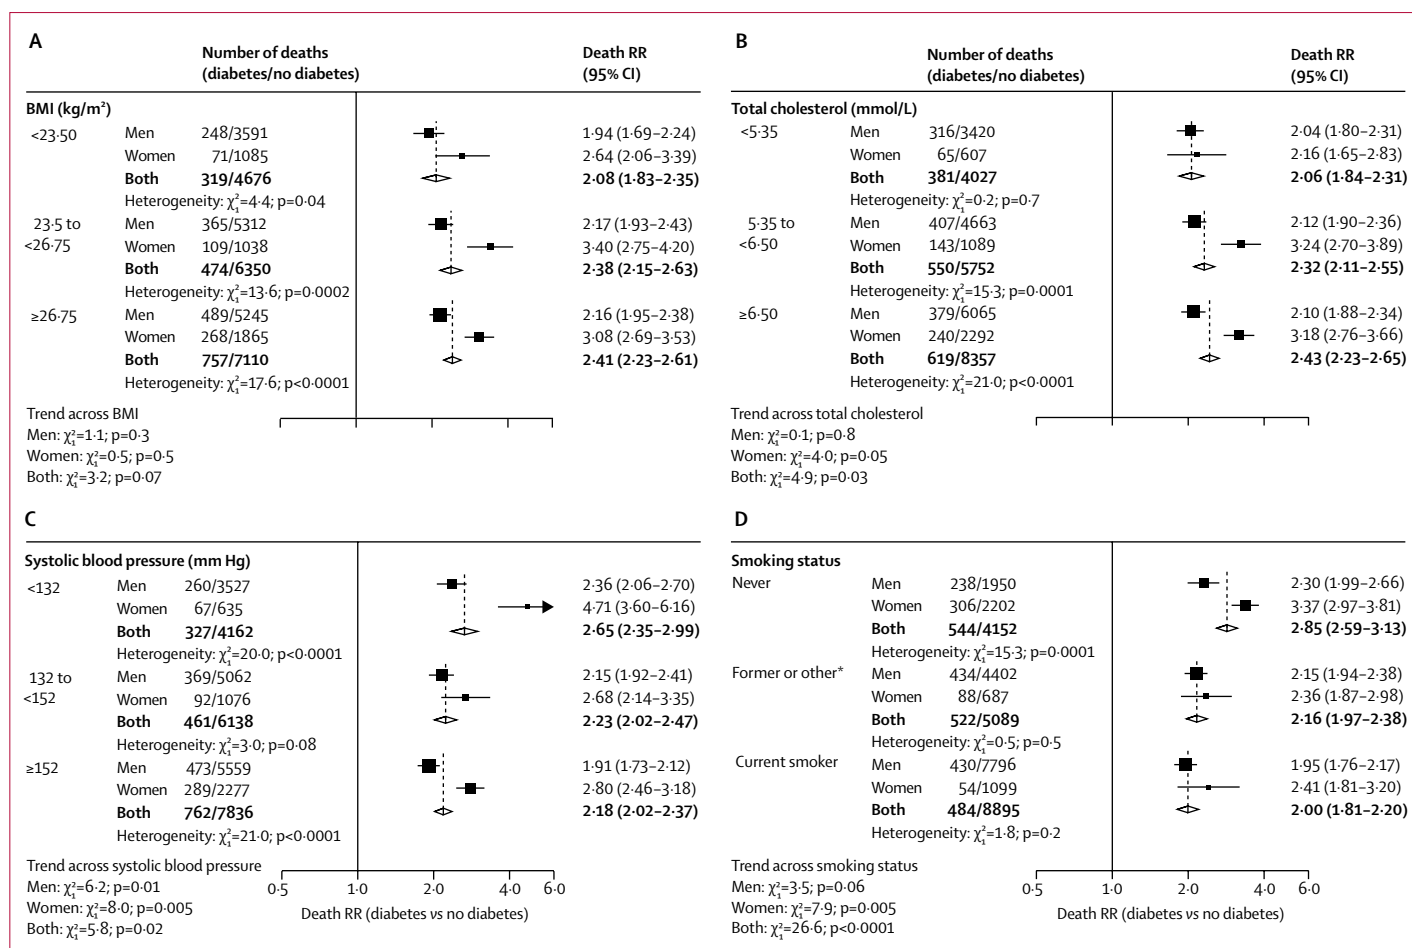 A
Number of deaths (diabetes/no diabetes)
Death RR (95% CI)
BMI (kg/m²)
<23·50 Men 248/3591 1·94 (1·69–2·24)
Women 71/1085 2·64 (2·06–3·39)
Both 319/4676 2·08 (1·83–2·35)
Heterogeneity: χ²₁=4·4; p=0·04
23·5 to <26·75 Men 365/5312 2·17 (1·93–2·43)
Women 109/1038 3·40 (2·75–4·20)
Both 474/6350 2·38 (2·15–2·63)
Heterogeneity: χ²₁=13·6; p=0·0002
≥26·75 Men 489/5245 2·16 (1·95–2·38)
Women 268/1865 3·08 (2·69–3·53)
Both 757/7110 2·41 (2·23–2·61)
Heterogeneity: χ²₁=17·6; p<0·0001
Trend across BMI
Men: χ²₁=1·1; p=0·3
Women: χ²₁=0·5; p=0·5
Both: χ²₁=3·2; p=0·07
B
Number of deaths (diabetes/no diabetes)
Death RR (95% CI)
Total cholesterol (mmol/L)
<5·35 Men 316/3420 2·04 (1·80–2·31)
Women 65/607 2·16 (1·65–2·83)
Both 381/4027 2·06 (1·84–2·31)
Heterogeneity: χ²₁=0·2; p=0·7
5·35 to <6·50 Men 407/4663 2·12 (1·90–2·36)
Women 143/1089 3·24 (2·70–3·89)
Both 550/5752 2·32 (2·11–2·55)
Heterogeneity: χ²₁=15·3; p=0·0001
≥6·50 Men 379/6065 2·10 (1·88–2·34)
Women 240/2292 3·18 (2·76–3·66)
Both 619/8357 2·43 (2·23–2·65)
Heterogeneity: χ²₁=21·0; p<0·0001
Trend across total cholesterol
Men: χ²₁=0·1; p=0·8
Women: χ²₁=4·0; p=0·05
Both: χ²₁=4·9; p=0·03
C
Systolic blood pressure (mm Hg)
<132 Men 260/3527 2·36 (2·06–2·70)
Women 67/635 4·71 (3·60–6·16)
Both 327/4162 2·65 (2·35–2·99)
Heterogeneity: χ²₁=20·0; p<0·0001
132 to <152 Men 369/5062 2·15 (1·92–2·41)
Women 92/1076 2·68 (2·14–3·35)
Both 461/6138 2·23 (2·02–2·47)
Heterogeneity: χ²₁=3·0; p=0·08
≥152 Men 473/5559 1·91 (1·73–2·12)
Women 289/2277 2·80 (2·46–3·18)
Both 762/7836 2·18 (2·02–2·37)
Heterogeneity: χ²₁=21·0; p<0·0001
Trend across systolic blood pressure
Men: χ²₁=6·2; p=0·01
Women: χ²₁=8·0; p=0·005
Both: χ²₁=5·8; p=0·02
0·5 1·0 2·0 4·0 6·0
Death RR (diabetes vs no diabetes)
D
Smoking status
Never Men 238/1950 2·30 (1·99–2·66)
Women 306/2202 3·37 (2·97–3·81)
Both 544/4152 2·85 (2·59–3·13)
Heterogeneity: χ²₁=15·3; p=0·0001
Former or other* Men 434/4402 2·15 (1·94–2·38)
Women 88/687 2·36 (1·87–2·98)
Both 522/5089 2·16 (1·97–2·38)
Heterogeneity: χ²₁=0·5; p=0·5
Current smoker Men 430/7796 1·95 (1·76–2·17)
Women 54/1099 2·41 (1·81–3·20)
Both 484/8895 2·00 (1·81–2·20)
Heterogeneity: χ²₁=1·8; p=0·2
Trend across smoking status
Men: χ²₁=3·5; p=0·06
Women: χ²₁=7·9; p=0·005
Both: χ²₁=26·6; p<0·0001
0·5 1·0 2·0 4·0 6·0
Death RR (diabetes vs no diabetes)